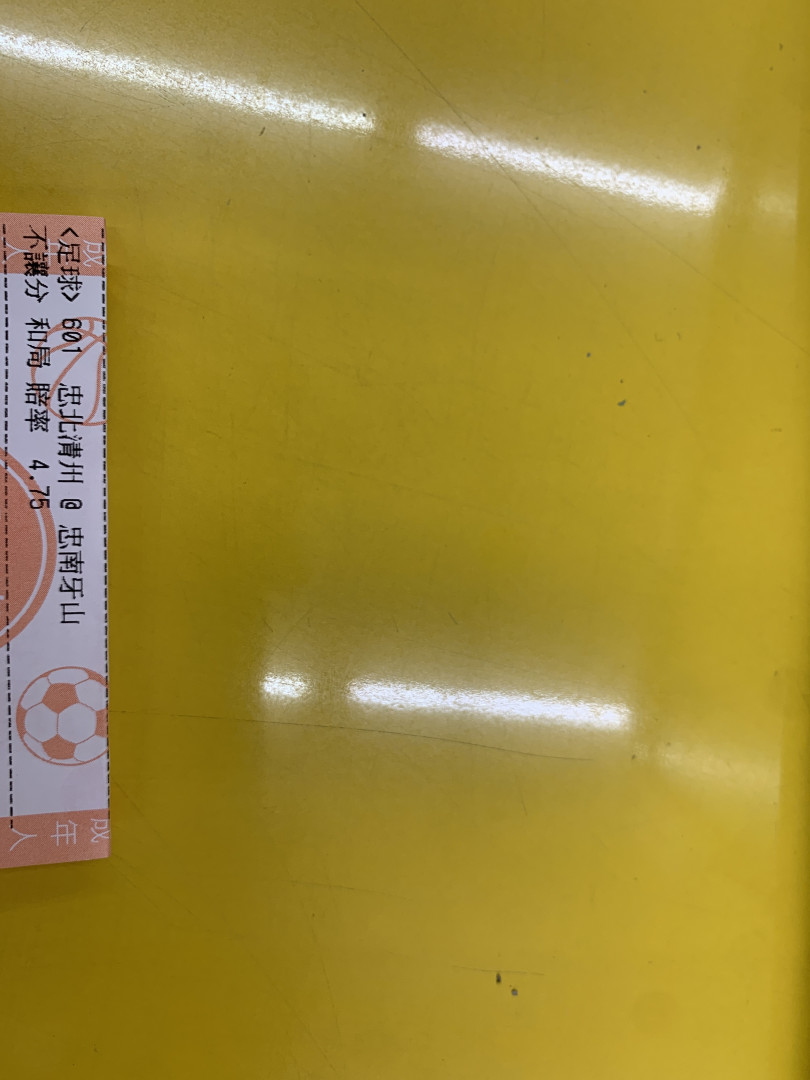 <足球> 601 忠北清州 @ 忠南牙山
不讓分 和局 賠率 4.75
成年人